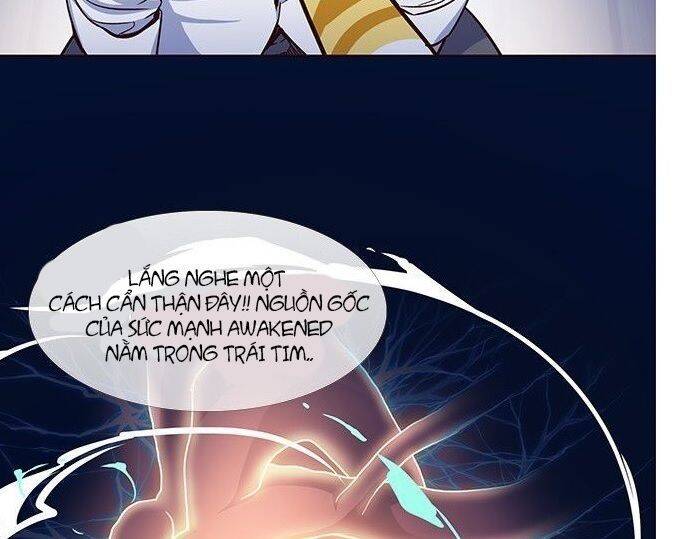 LẮNG NGHE MỘT
CÁCH CẨN THẬN ĐÂY!! NGUỒN GỐC
CỦA SỨC MẠNH AWAKENED
NẰM TRONG TRÁI TIM..